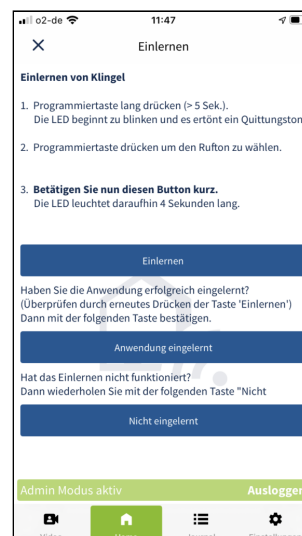 o2-de
11:47
Einlernen
Einlernen von Klingel
1. Programmiertaste lang drücken (> 5 Sek.).
Die LED beginnt zu blinken und es ertönt ein Quittungston
2. Programmiertaste drücken um den Rufton zu wählen.
3. Betätigen Sie nun diesen Button kurz.
Die LED leuchtet daraufhin 4 Sekunden lang.
Einlernen
Haben Sie die Anwendung erfolgreich eingelernt?
(Überprüfen durch erneutes Drücken der Taste 'Einlernen')
Dann mit der folgenden Taste bestätigen.
Anwendung eingelernt
Hat das Einlernen nicht funktioniert?
Dann wiederholen Sie mit der folgenden Taste "Nicht
Nicht eingelernt
Admin Modus aktiv Ausloggen
Video Home Journal Einstellungen